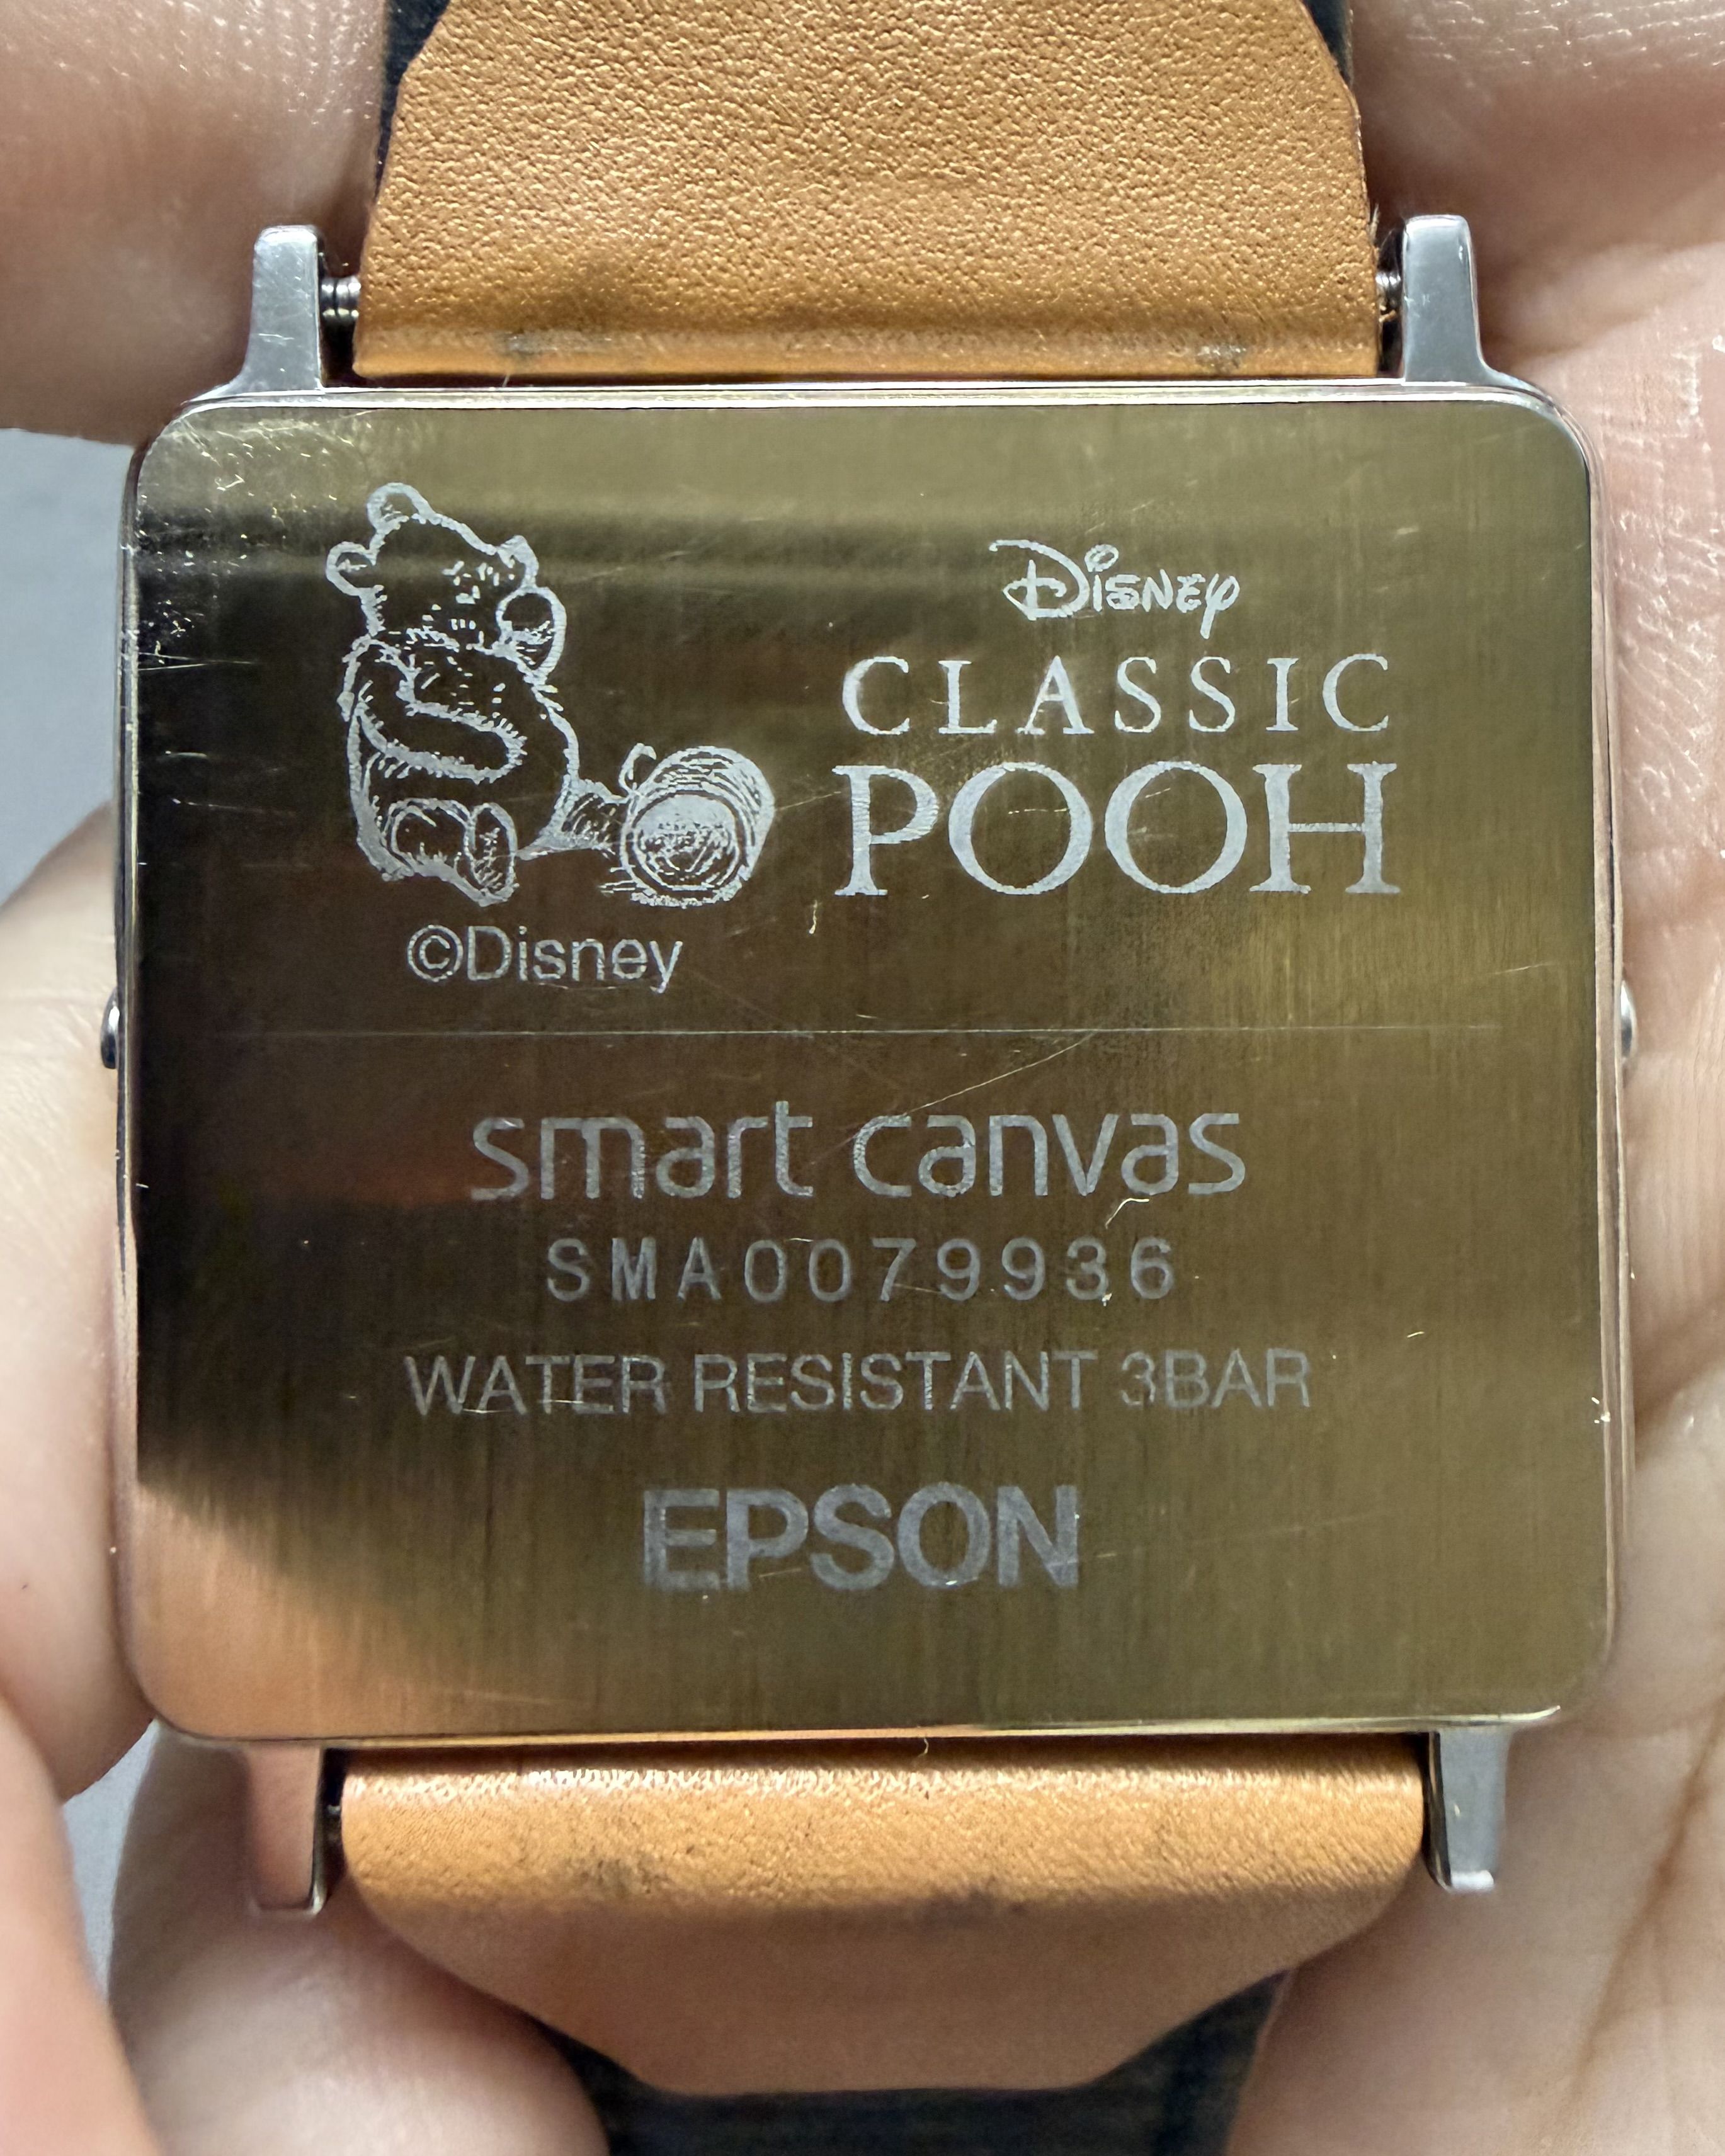 Disney
CLASSIC
POOH
©Disney
smart canvas
SMA0079936
WATER RESISTANT 3BAR
EPSON